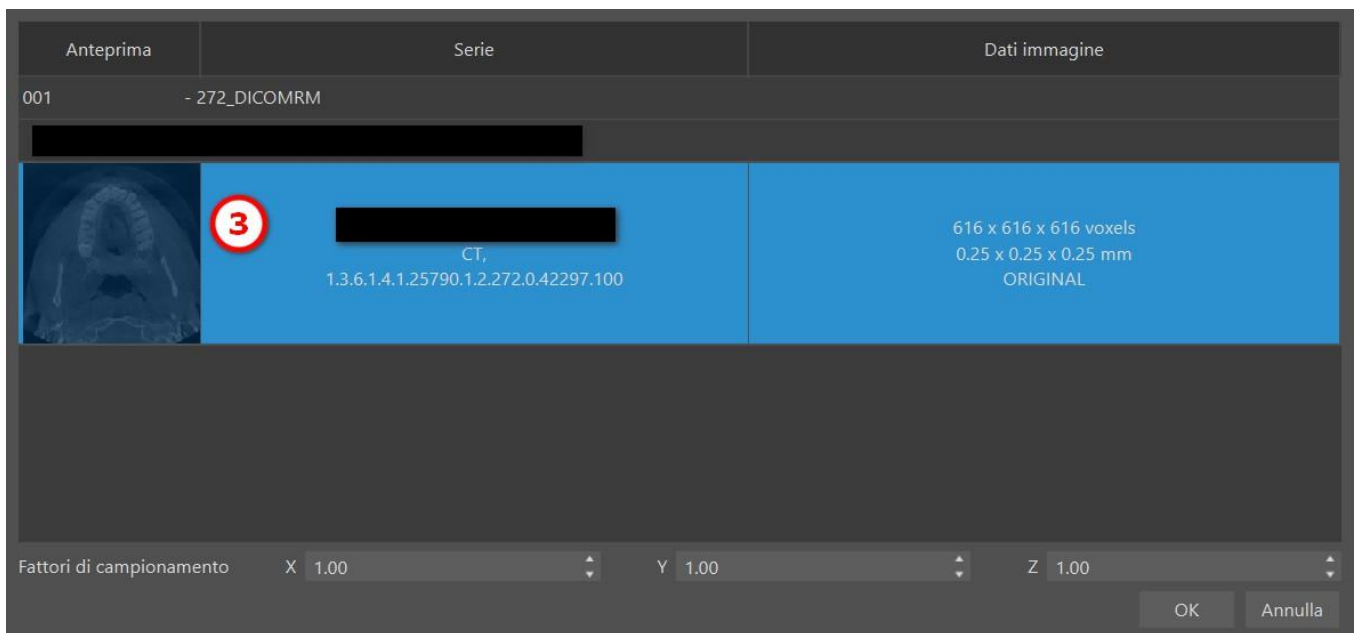 Anteprima Serie Dati immagine
001 - 272_DICOMRM
3
CT,
1.3.6.1.4.1.25790.1.2.272.0.42297.100
616 x 616 x 616 voxels
0.25 x 0.25 x 0.25 mm
ORIGINAL
Fattori di campionamento X 1.00 Y 1.00 Z 1.00
OK Annulla